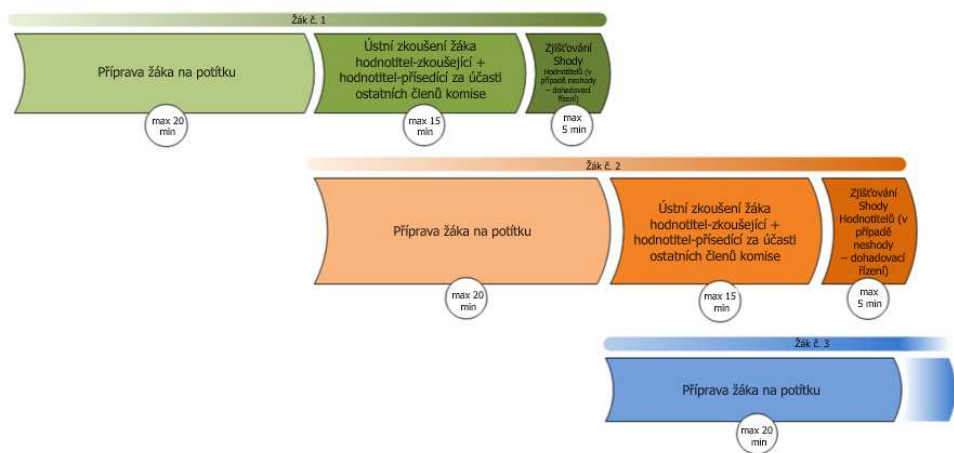 Žák č. 1
Příprava žáka na potítku
Ústní zkoušení žáka
hodnotitel-zkoušející +
hodnotitel-přísedící za účasti
ostatních členů komise
Zjišťování
Shody
Hodnotitelů (v
případě neshody
– dohadovací
řízení)
max 20
min
max 15
min
max
5 min
Žák č. 2
Příprava žáka na potítku
Ústní zkoušení žáka
hodnotitel-zkoušející +
hodnotitel-přísedící za účasti
ostatních členů komise
Zjišťování
Shody
Hodnotitelů (v
případě
neshody
– dohadovací
řízení)
max 20
min
max 15
min
max
5 min
Žák č. 3
Příprava žáka na potítku
max 20
min